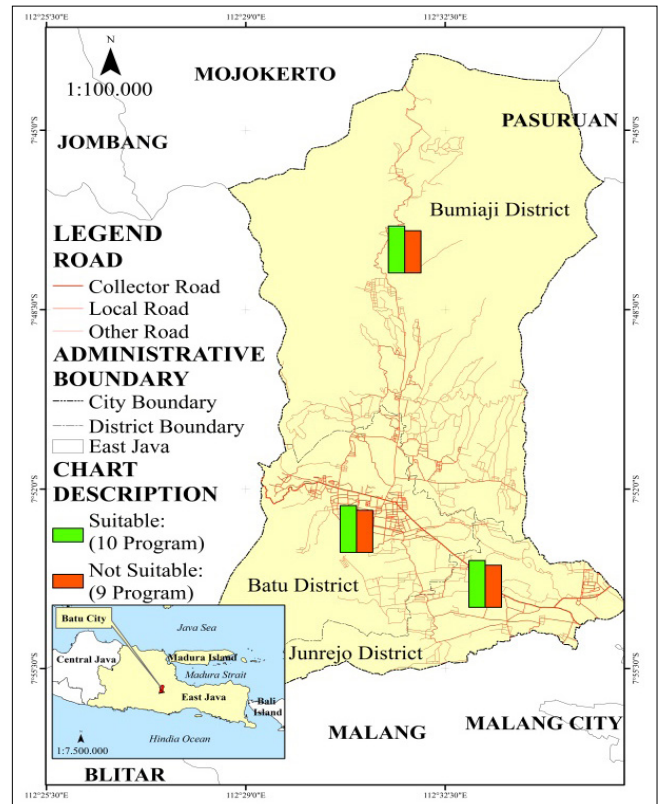 112°25'30"E 112°29'0"E 112°32'30"E
N
1:100.000
MOJOKERTO
PASURUAN
JOMBANG
7°45'0"S 7°45'0"S
Bumiaji District
LEGEND
ROAD
Collector Road
Local Road
Other Road
7°48'30"S 7°48'30"S
ADMINISTRATIVE
BOUNDARY
City Boundary
District Boundary
East Java
CHART
DESCRIPTION
Suitable:
(10 Program)
Not Suitable:
(9 Program)
7°52'0"S 7°52'0"S
Batu District
Junrejo District
7°55'30"S 7°55'30"S
Batu City
Java Sea
Central Java
Madura Island
Madura Strait
East Java
Bali
Island
Hindia Ocean
1:7.500.000
MALANG
MALANG CITY
BLITAR
112°25'30"E 112°29'0"E 112°32'30"E